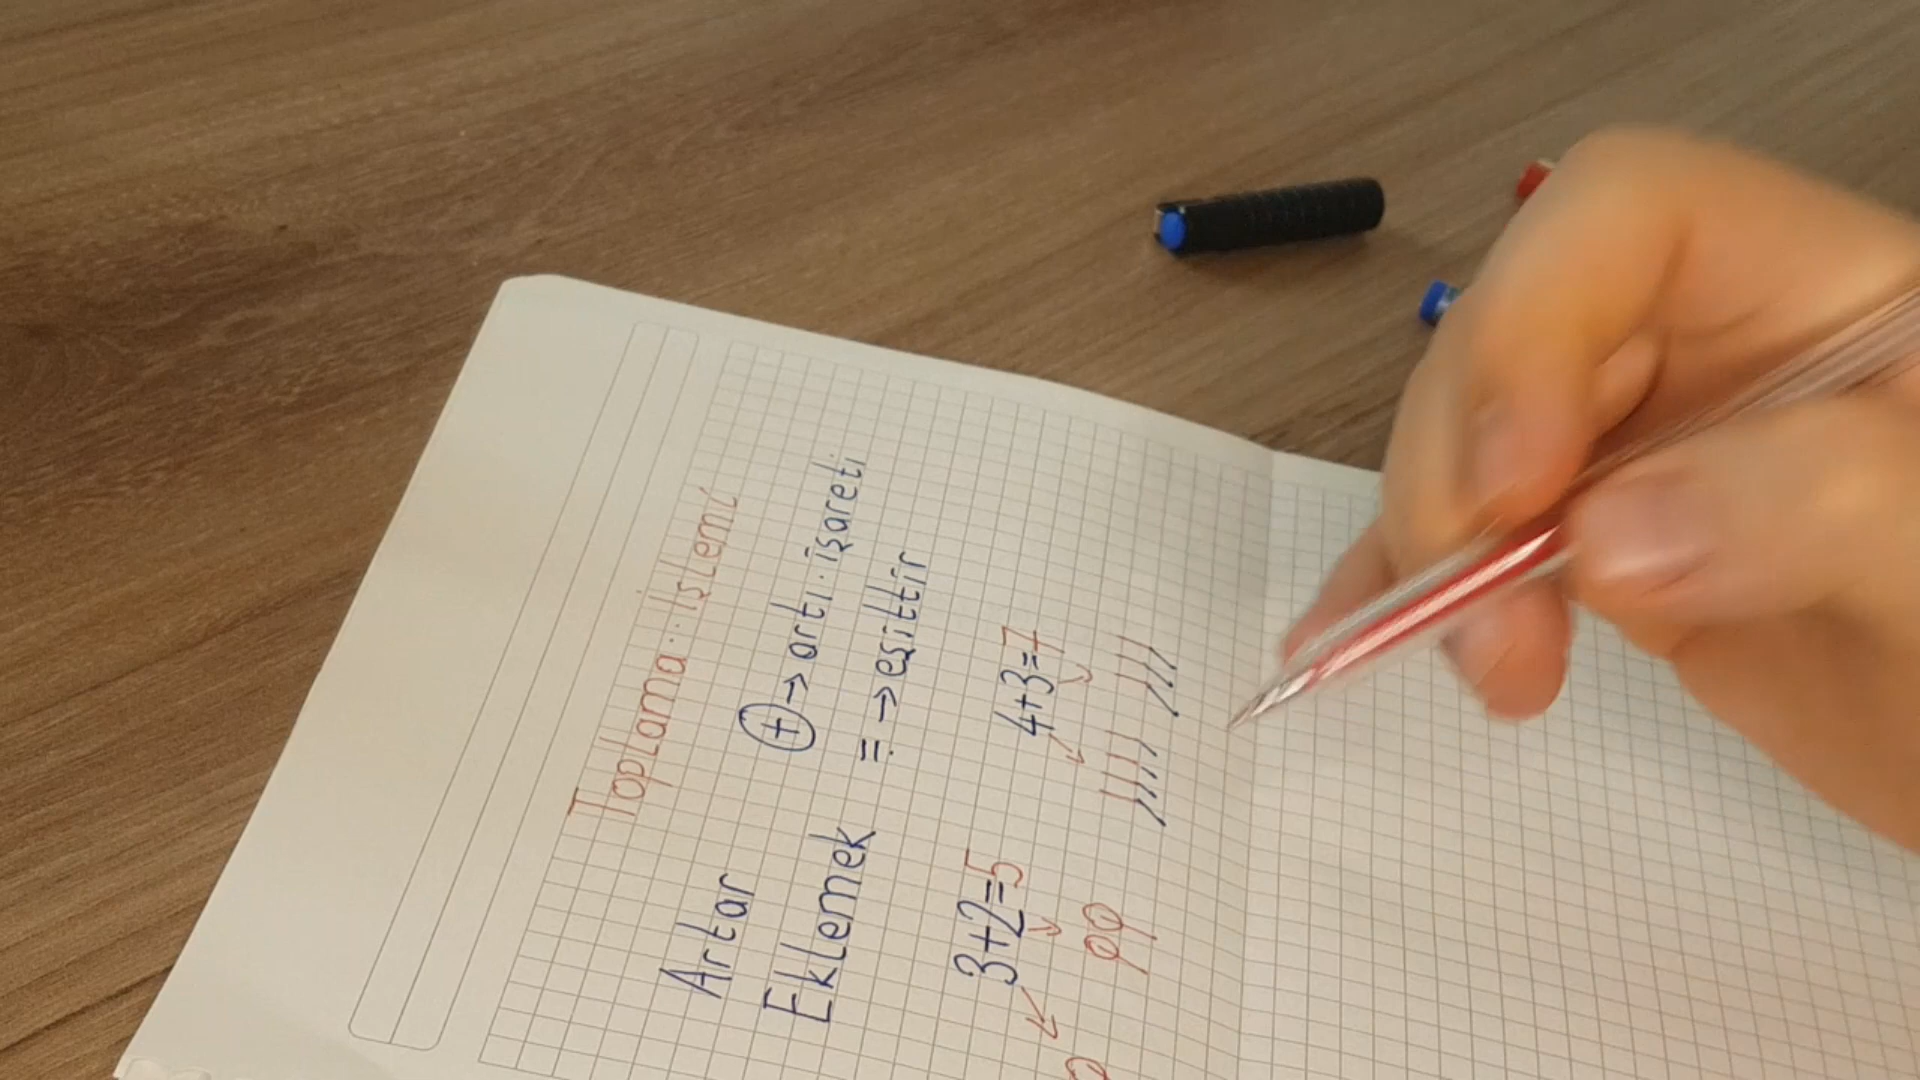 Toplama İşlemi
Artar + → artı işareti
Eklemek = → eşittir
3+2=5 4+3=7